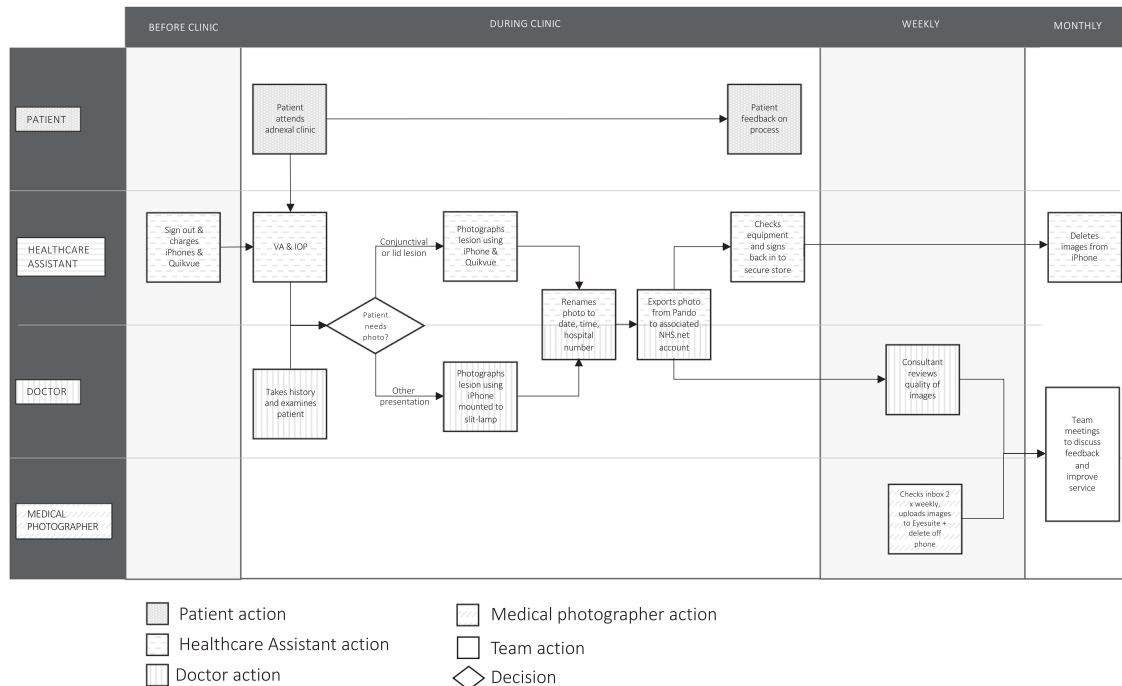 BEFORE CLINIC
DURING CLINIC
WEEKLY
MONTHLY
PATIENT
Patient
attends
adnexal clinic
Patient
feedback on
process
HEALTHCARE
ASSISTANT
Sign out &
charges
iPhones &
Quikvue
VA & IOP
Conjunctival
or lid lesion
Photographs
lesion using
iPhone &
Quikvue
Checks
equipment
and signs
back in to
secure store
Deletes
images from
iPhone
Patient
needs
photo?
Renames
photo to
date, time,
hospital
number
Exports photo
from Pando
to associated
NHS.net
account
DOCTOR
Takes history
and examines
patient
Other
presentation
Photographs
lesion using
iPhone
mounted to
slit-lamp
Consultant
reviews
quality of
images
Team
meetings
to discuss
feedback
and
improve
service
MEDICAL
PHOTOGRAPHER
Checks inbox 2
x weekly,
uploads images
to Eyesuite +
delete off
phone
Patient action
Healthcare Assistant action
Doctor action
Medical photographer action
Team action
Decision